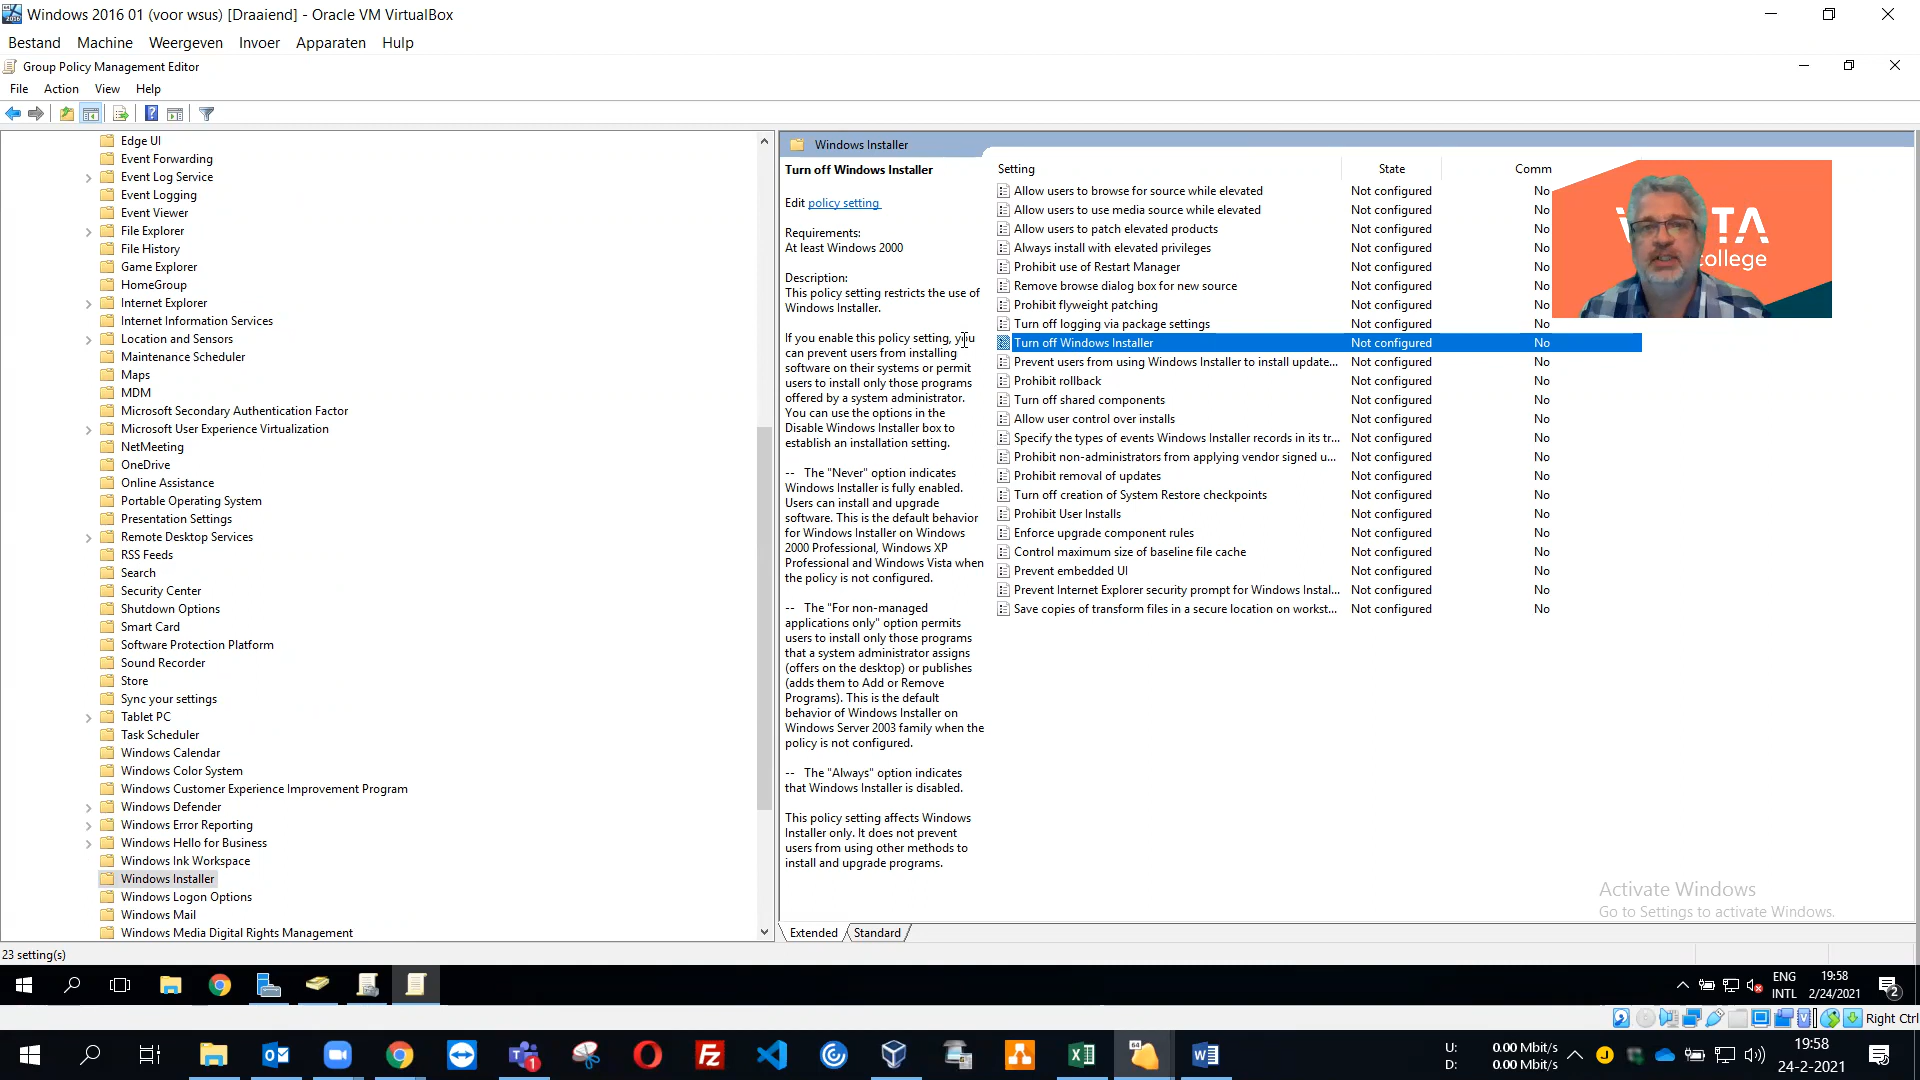 Windows 2016 01 (voor wsus) [Draaiend] - Oracle VM VirtualBox
Bestand Machine Weergeven Invoer Apparaten Hulp
Group Policy Management Editor
File Action View Help
Edge UI
Event Forwarding
Event Log Service
Event Logging
Event Viewer
File Explorer
File History
Game Explorer
HomeGroup
Internet Explorer
Internet Information Services
Location and Sensors
Maintenance Scheduler
Maps
MDM
Microsoft Secondary Authentication Factor
Microsoft User Experience Virtualization
NetMeeting
OneDrive
Online Assistance
Portable Operating System
Presentation Settings
Remote Desktop Services
RSS Feeds
Search
Security Center
Shutdown Options
Smart Card
Software Protection Platform
Sound Recorder
Store
Sync your settings
Tablet PC
Task Scheduler
Windows Calendar
Windows Color System
Windows Customer Experience Improvement Program
Windows Defender
Windows Error Reporting
Windows Hello for Business
Windows Ink Workspace
Windows Installer
Windows Logon Options
Windows Mail
Windows Media Digital Rights Management
Windows Installer
Turn off Windows Installer
Edit policy setting
Requirements:
At least Windows 2000
Description:
This policy setting restricts the use of
Windows Installer.
If you enable this policy setting, you
can prevent users from installing
software on their systems or permit
users to install only those programs
offered by a system administrator.
You can use the options in the
Disable Windows Installer box to
establish an installation setting.
-- The "Never" option indicates
Windows Installer is fully enabled.
Users can install and upgrade
software. This is the default behavior
for Windows Installer on Windows
2000 Professional, Windows XP
Professional and Windows Vista when
the policy is not configured.
-- The "For non-managed
applications only" option permits
users to install only those programs
that a system administrator assigns
(offers on the desktop) or publishes
(adds them to Add or Remove
Programs). This is the default
behavior of Windows Installer on
Windows Server 2003 family when the
policy is not configured.
-- The "Always" option indicates
that Windows Installer is disabled.
This policy setting affects Windows
Installer only. It does not prevent
users from using other methods to
install and upgrade programs.
Setting State Comm
Allow users to browse for source while elevated Not configured No
Allow users to use media source while elevated Not configured No
Allow users to patch elevated products Not configured No
Always install with elevated privileges Not configured No
Prohibit use of Restart Manager Not configured No
Remove browse dialog box for new source Not configured No
Prohibit flyweight patching Not configured No
Turn off logging via package settings Not configured No
Turn off Windows Installer Not configured No
Prevent users from using Windows Installer to install update... Not configured No
Prohibit rollback Not configured No
Turn off shared components Not configured No
Allow user control over installs Not configured No
Specify the types of events Windows Installer records in its tr... Not configured No
Prohibit non-administrators from applying vendor signed u... Not configured No
Prohibit removal of updates Not configured No
Turn off creation of System Restore checkpoints Not configured No
Prohibit User Installs Not configured No
Enforce upgrade component rules Not configured No
Control maximum size of baseline file cache Not configured No
Prevent embedded UI Not configured No
Prevent Internet Explorer security prompt for Windows Instal... Not configured No
Save copies of transform files in a secure location on workst... Not configured No
college
Activate Windows
Go to Settings to activate Windows.
Extended Standard
23 setting(s)
ENG
INTL
19:58
2/24/2021
2
Right Ctrl
U: 0.00 Mbit/s
D: 0.00 Mbit/s
19:58
24-2-2021